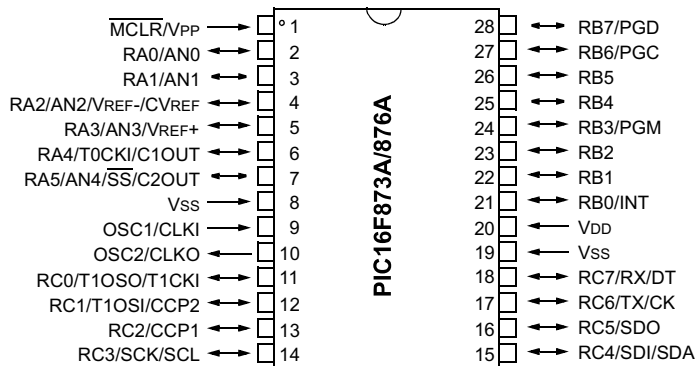 MCLR/VPP 1 28 RB7/PGD
RA0/AN0 2 27 RB6/PGC
RA1/AN1 3 26 RB5
RA2/AN2/VREF-/CVREF 4 25 RB4
RA3/AN3/VREF+ 5 24 RB3/PGM
RA4/T0CKI/C1OUT 6 23 RB2
RA5/AN4/SS/C2OUT 7 22 RB1
VSS 8 21 RB0/INT
OSC1/CLKI 9 20 VDD
OSC2/CLKO 10 19 VSS
RC0/T1OSO/T1CKI 11 18 RC7/RX/DT
RC1/T1OSI/CCP2 12 17 RC6/TX/CK
RC2/CCP1 13 16 RC5/SDO
RC3/SCK/SCL 14 15 RC4/SDI/SDA
PIC16F873A/876A